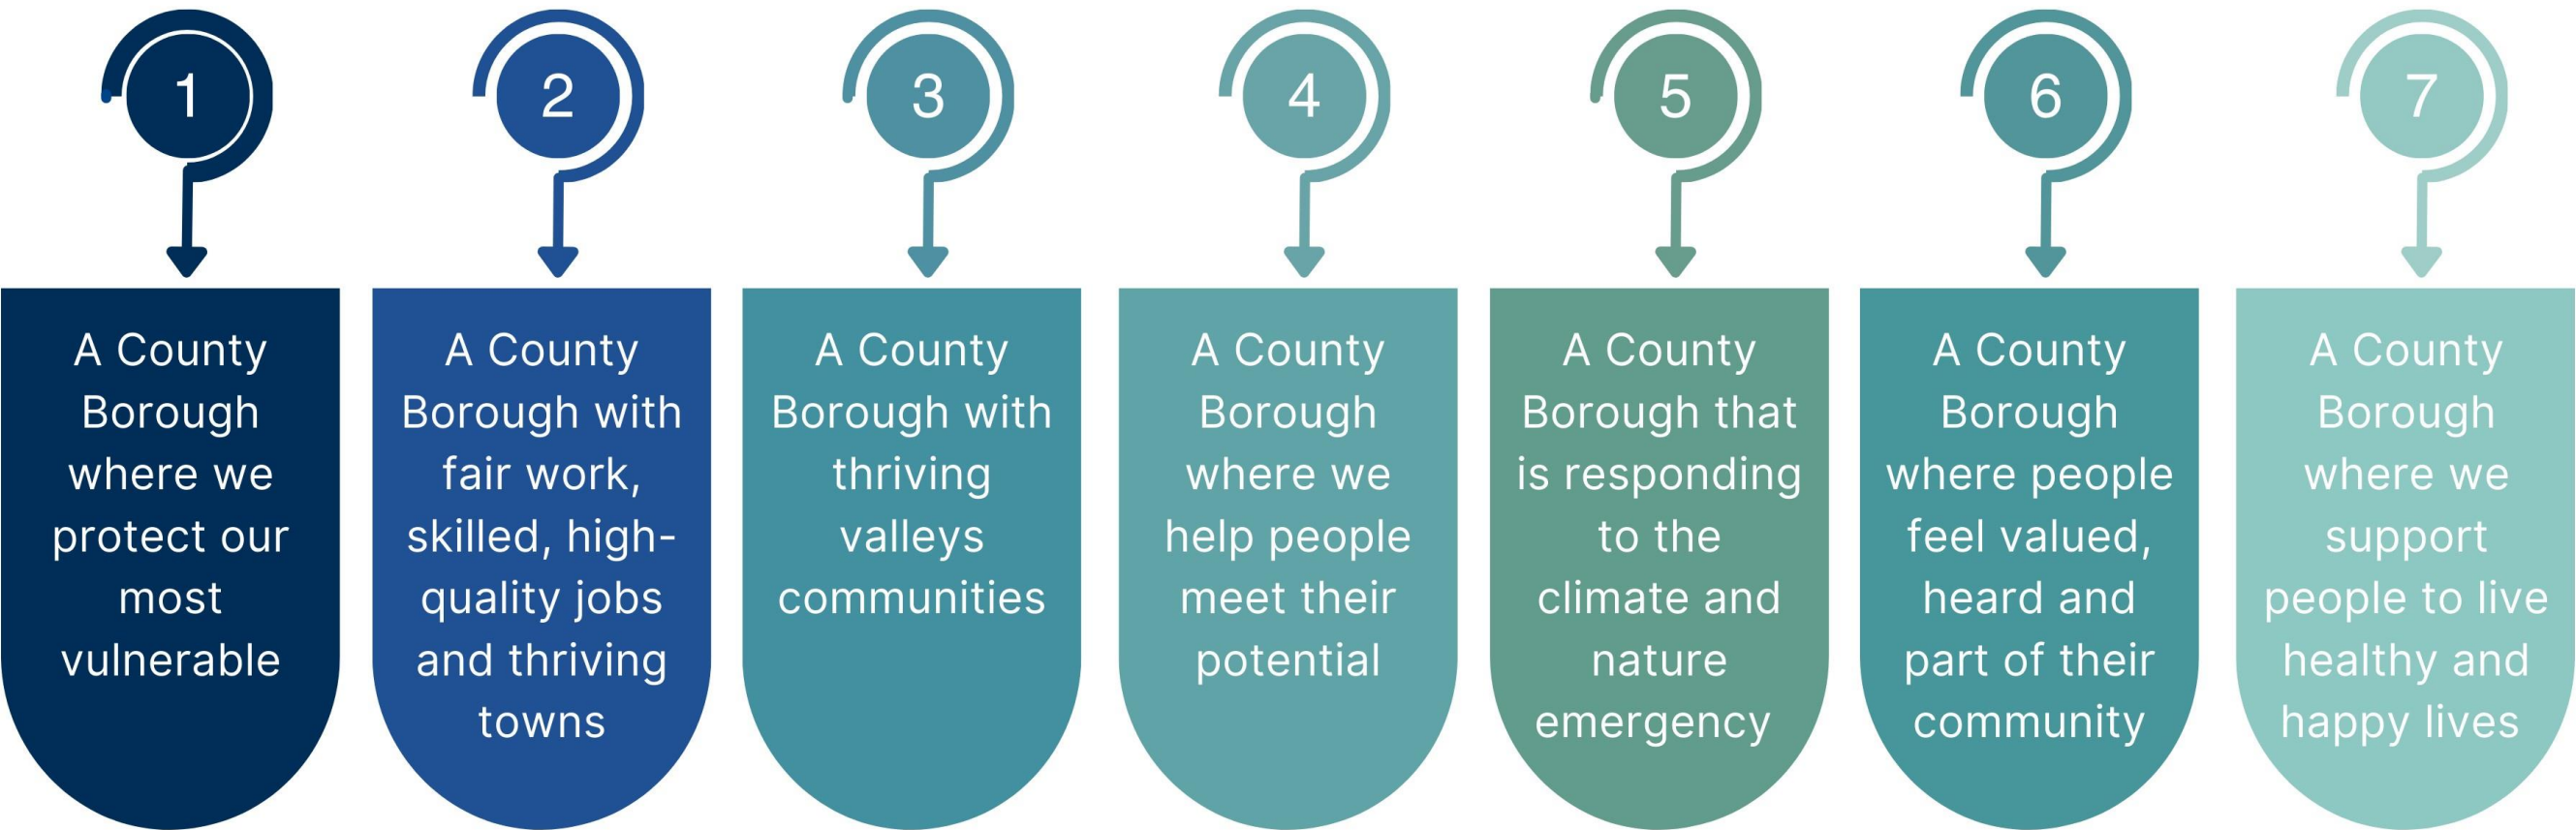 1
A County
Borough
where we
protect our
most
vulnerable
2
A County
Borough with
fair work,
skilled, high-
quality jobs
and thriving
towns
3
A County
Borough with
thriving
valleys
communities
4
A County
Borough
where we
help people
meet their
potential
5
A County
Borough that
is responding
to the
climate and
nature
emergency
6
A County
Borough
where people
feel valued,
heard and
part of their
community
7
A County
Borough
where we
support
people to live
healthy and
happy lives